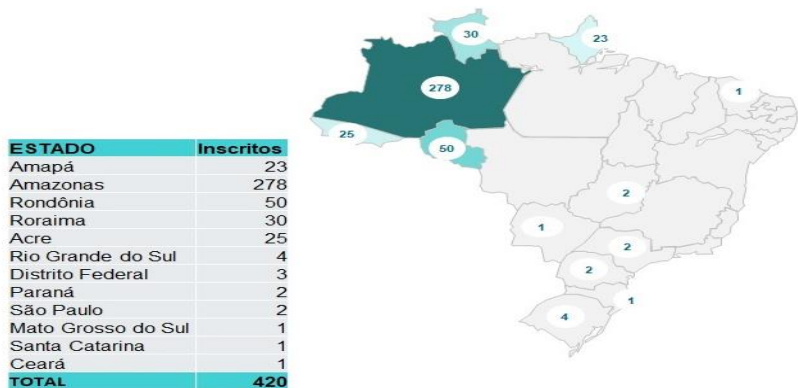 ESTADO Inscritos
Amapá 23
Amazonas 278
Rondônia 50
Roraima 30
Acre 25
Rio Grande do Sul 4
Distrito Federal 3
Paraná 2
São Paulo 2
Mato Grosso do Sul 1
Santa Catarina 1
Ceará 1
TOTAL 420
30
23
278
1
25
50
2
1
2
2
1
4